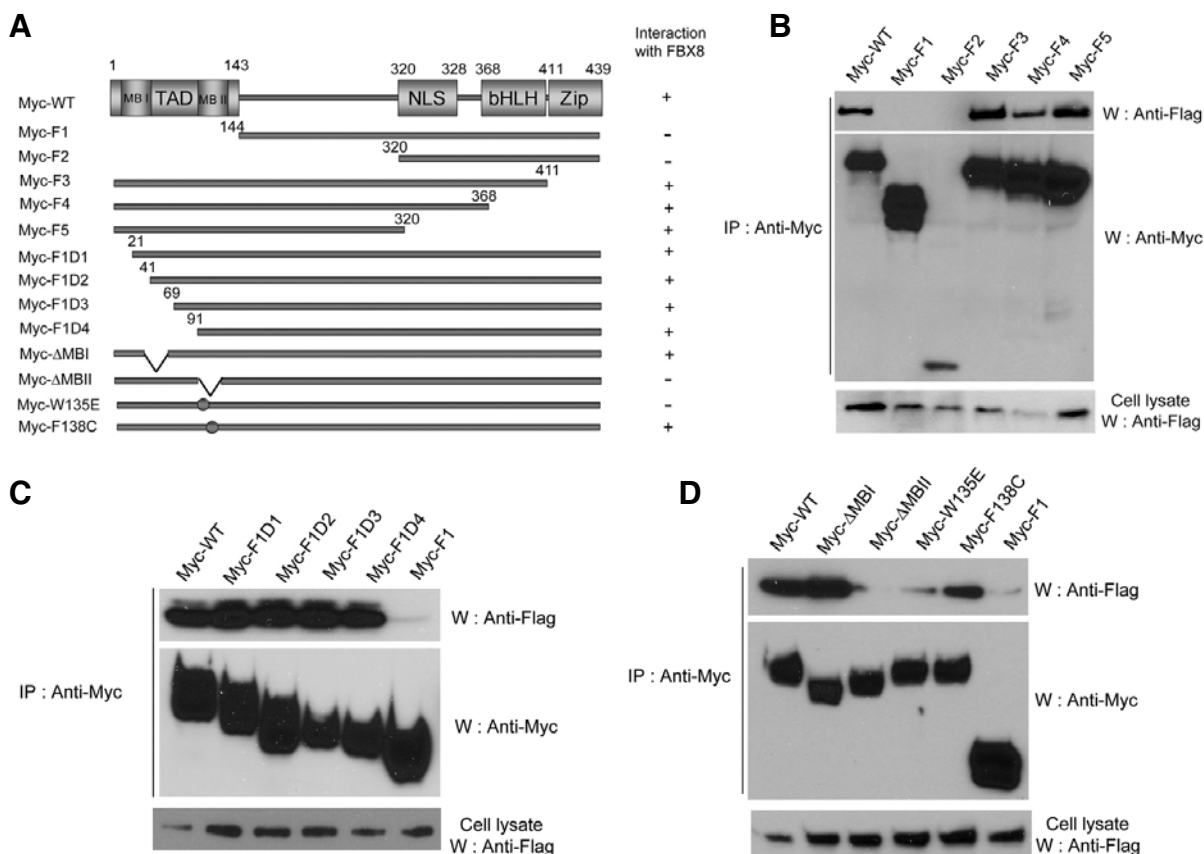 A
Interaction
with FBX8
1 143 320 328 368 411 439
Myc-WT MB I TAD MB II NLS bHLH Zip +
Myc-F1 144 -
Myc-F2 320 -
Myc-F3 411 +
Myc-F4 368 +
Myc-F5 320 +
Myc-F1D1 21 +
Myc-F1D2 41 +
Myc-F1D3 69 +
Myc-F1D4 91 +
Myc-ΔMBI +
Myc-ΔMBII -
Myc-W135E -
Myc-F138C +
B
Myc-WT Myc-F1 Myc-F2 Myc-F3 Myc-F4 Myc-F5
W : Anti-Flag
IP : Anti-Myc
W : Anti-Myc
Cell lysate
W : Anti-Flag
C
Myc-WT Myc-F1D1 Myc-F1D2 Myc-F1D3 Myc-F1D4 Myc-F1
W : Anti-Flag
IP : Anti-Myc
W : Anti-Myc
Cell lysate
W : Anti-Flag
D
Myc-WT Myc-ΔMBI Myc-ΔMBII Myc-W135E Myc-F138C Myc-F1
W : Anti-Flag
IP : Anti-Myc
W : Anti-Myc
Cell lysate
W : Anti-Flag